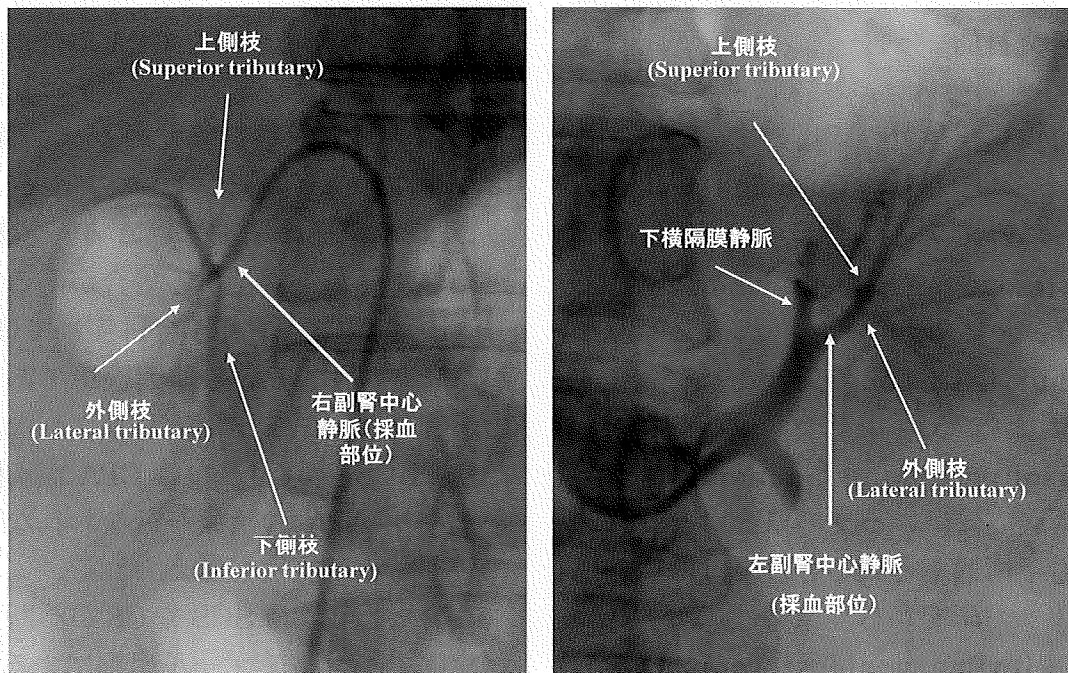 上側枝
(Superior tributary)
外側枝
(Lateral tributary)
右副腎中心
静脈(採血
部位)
下側枝
(Inferior tributary)
上側枝
(Superior tributary)
下横隔膜静脈
外側枝
(Lateral tributary)
左副腎中心静脈
(採血部位)